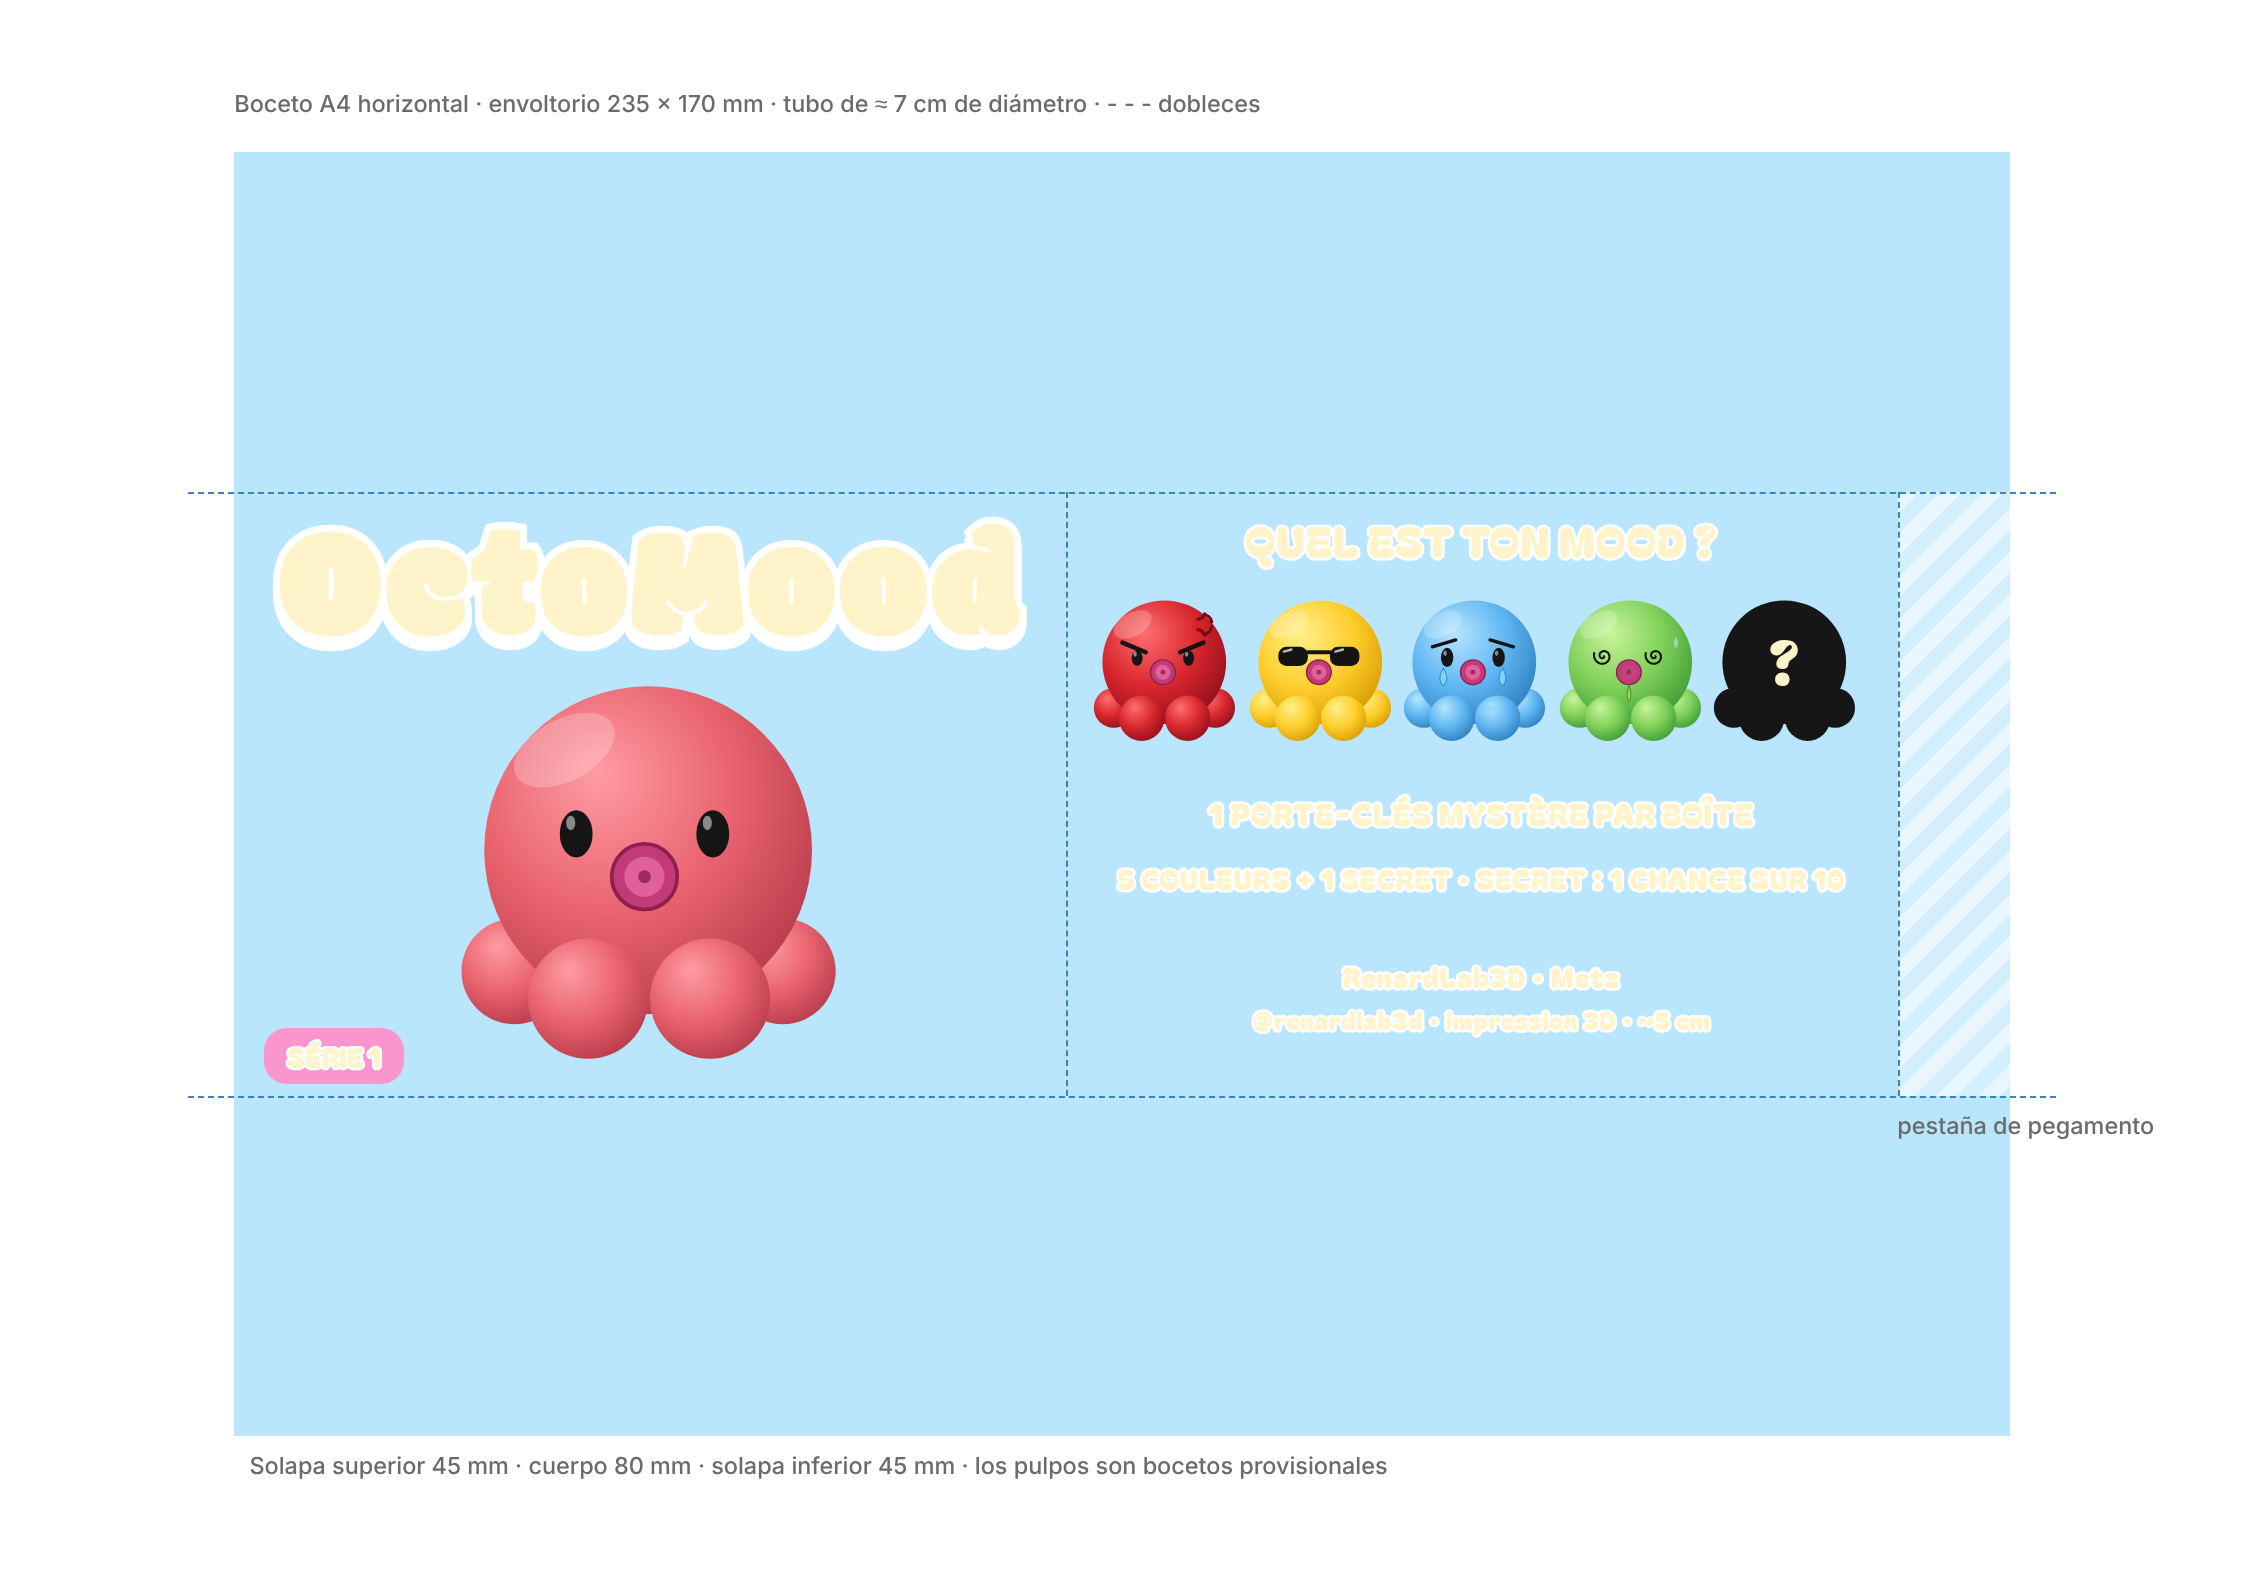 Boceto A4 horizontal · envoltorio 235 × 170 mm · tubo de ≈ 7 cm de diámetro · - - - dobleces
OctoMood
SÉRIE 1
QUEL EST TON MOOD ?
?
1 PORTE-CLÉS MYSTÈRE PAR BOÎTE
5 COULEURS + 1 SECRET · SECRET : 1 CHANCE SUR 10
RenardLab3D · Metz
@renardlab3d · impression 3D · ~5 cm
pestaña de pegamento
Solapa superior 45 mm · cuerpo 80 mm · solapa inferior 45 mm · los pulpos son bocetos provisionales